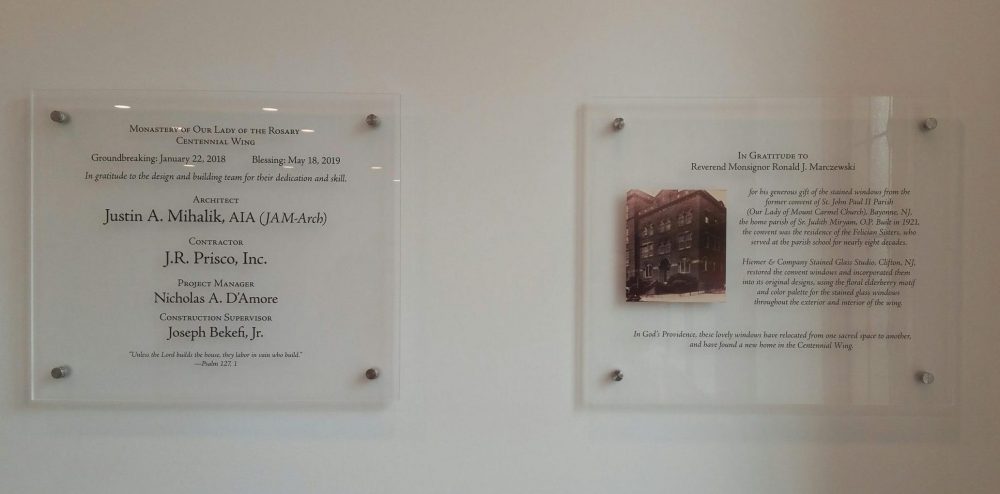 Monastery of Our Lady of the Rosary
Centennial Wing
Groundbreaking: January 22, 2018 Blessing: May 18, 2019
In gratitude to the design and building team for their dedication and skill.
Architect
Justin A. Mihalik, AIA (JAM-Arch)
Contractor
J.R. Prisco, Inc.
Project Manager
Nicholas A. D'Amore
Construction Supervisor
Joseph Bekefi, Jr.
"Unless the Lord builds the house, they labor in vain who build."
—Psalm 127, 1
In Gratitude to
Reverend Monsignor Ronald J. Marczewski
for his generous gift of the stained windows from the
former convent of St. John Paul II Parish
(Our Lady of Mount Carmel Church), Bayonne, NJ,
the home parish of Sr. Judith Miryam, O.P. Built in 1921,
the convent was the residence of the Felician Sisters, who
served at the parish school for nearly eight decades.
Hiemer & Company Stained Glass Studio, Clifton, NJ,
restored the convent windows and incorporated them
into its original designs, using the floral elderberry motif
and color palette for the stained glass windows
throughout the exterior and interior of the wing.
In God's Providence, these lovely windows have relocated from one sacred space to another,
and have found a new home in the Centennial Wing.